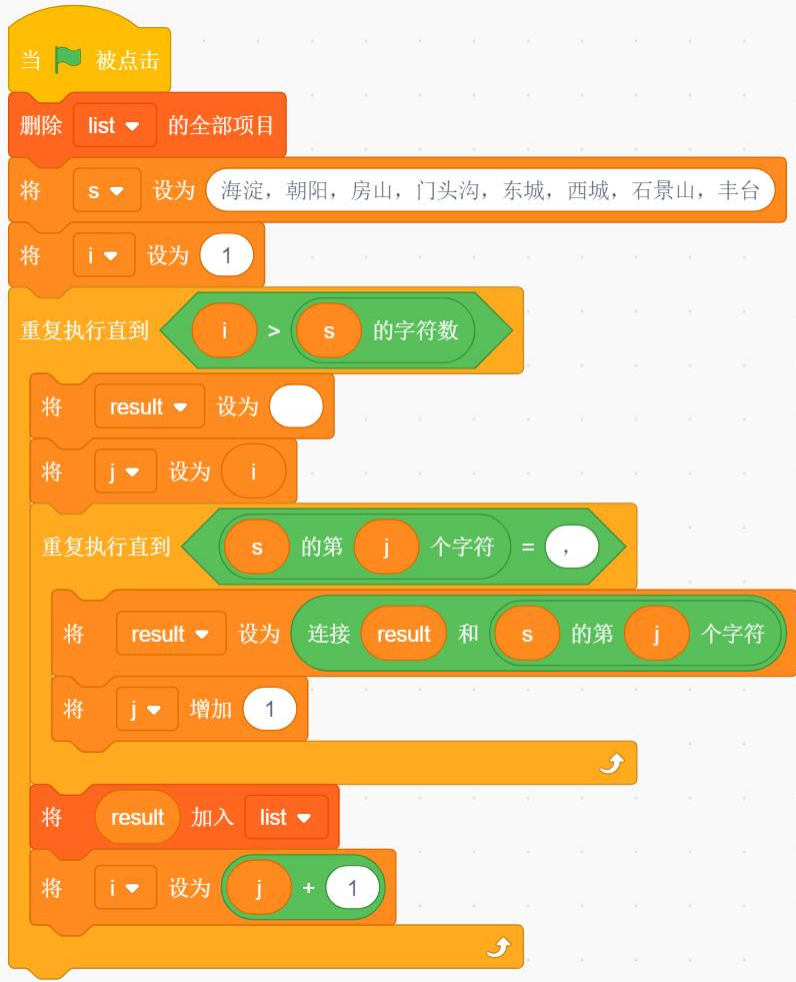 当 被点击
删除 list 的全部项目
将 s 设为 海淀，朝阳，房山，门头沟，东城，西城，石景山，丰台
将 i 设为 1
重复执行直到 i > s 的字符数
将 result 设为
将 j 设为 i
重复执行直到 s 的第 j 个字符 = ，
将 result 设为 连接 result 和 s 的第 j 个字符
将 j 增加 1
将 result 加入 list
将 i 设为 j + 1